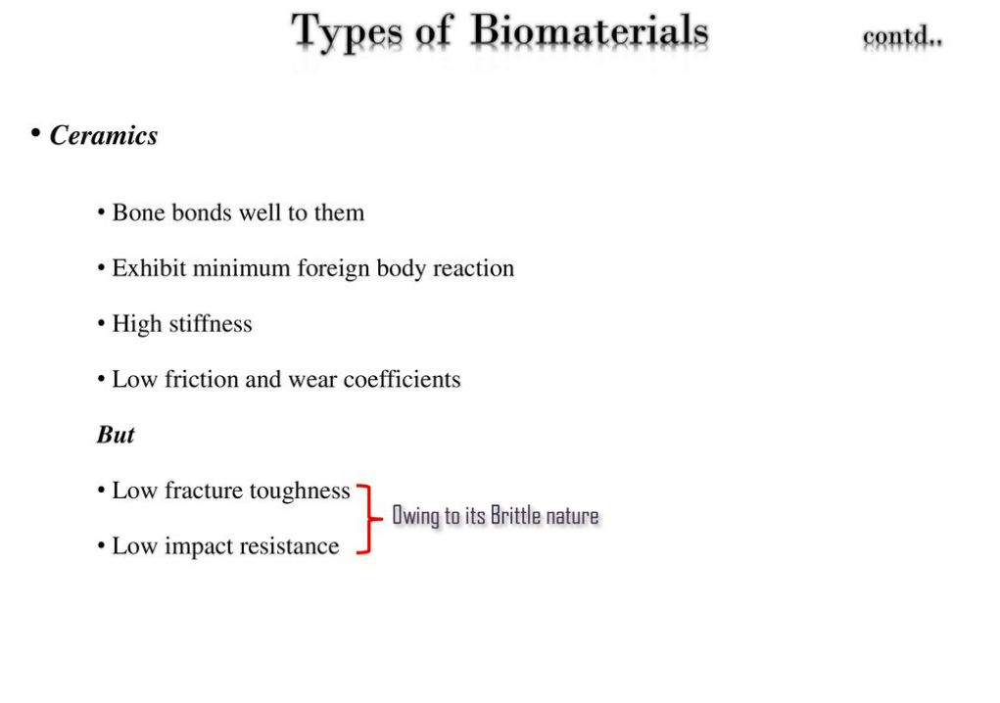 Types of Biomaterials contd..
• Ceramics
• Bone bonds well to them
• Exhibit minimum foreign body reaction
• High stiffness
• Low friction and wear coefficients
But
• Low fracture toughness
Owing to its Brittle nature
• Low impact resistance